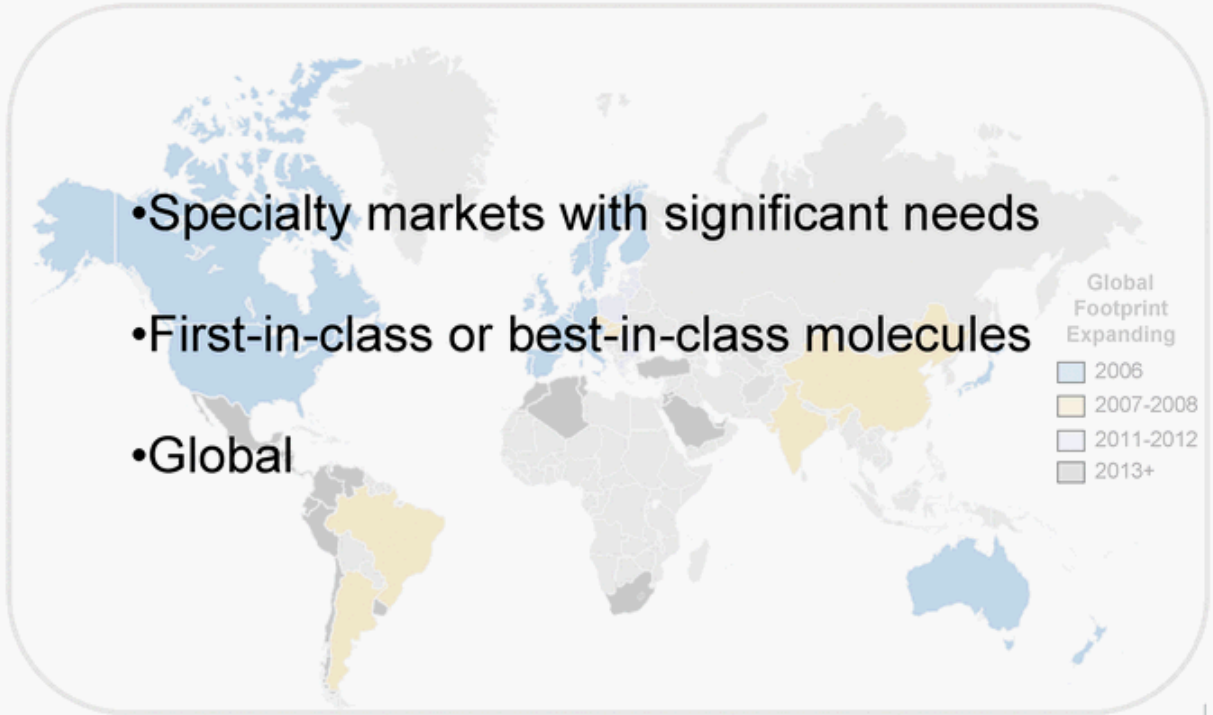 •Specialty markets with significant needs
•First-in-class or best-in-class molecules
•Global
Global
Footprint
Expanding
2006
2007-2008
2011-2012
2013+